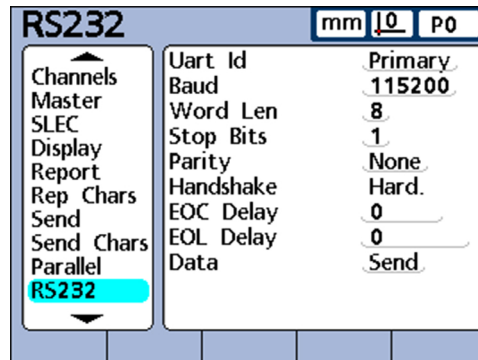 RS232 mm 0 P0
Channels
Master
SLEC
Display
Report
Rep Chars
Send
Send Chars
Parallel
RS232
Uart Id Primary
Baud 115200
Word Len 8
Stop Bits 1
Parity None
Handshake Hard.
EOC Delay 0
EOL Delay 0
Data Send